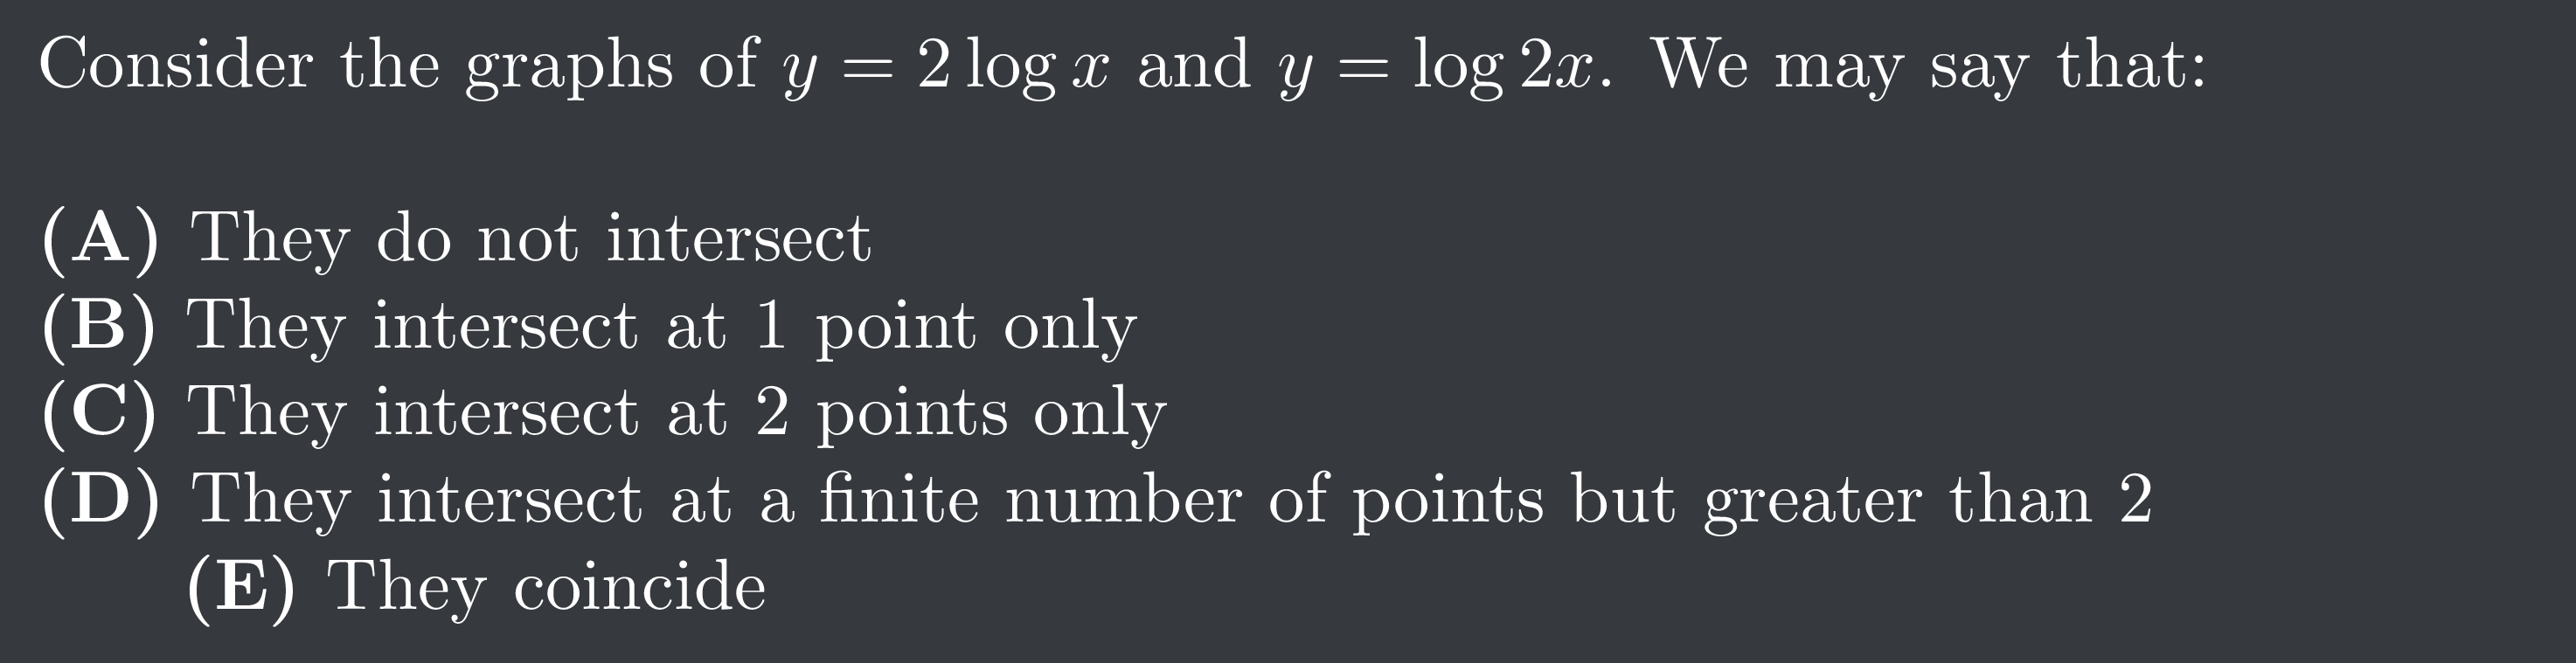 Consider the graphs of y = 2 log x and y = log 2x. We may say that:
(A) They do not intersect
(B) They intersect at 1 point only
(C) They intersect at 2 points only
(D) They intersect at a finite number of points but greater than 2
(E) They coincide